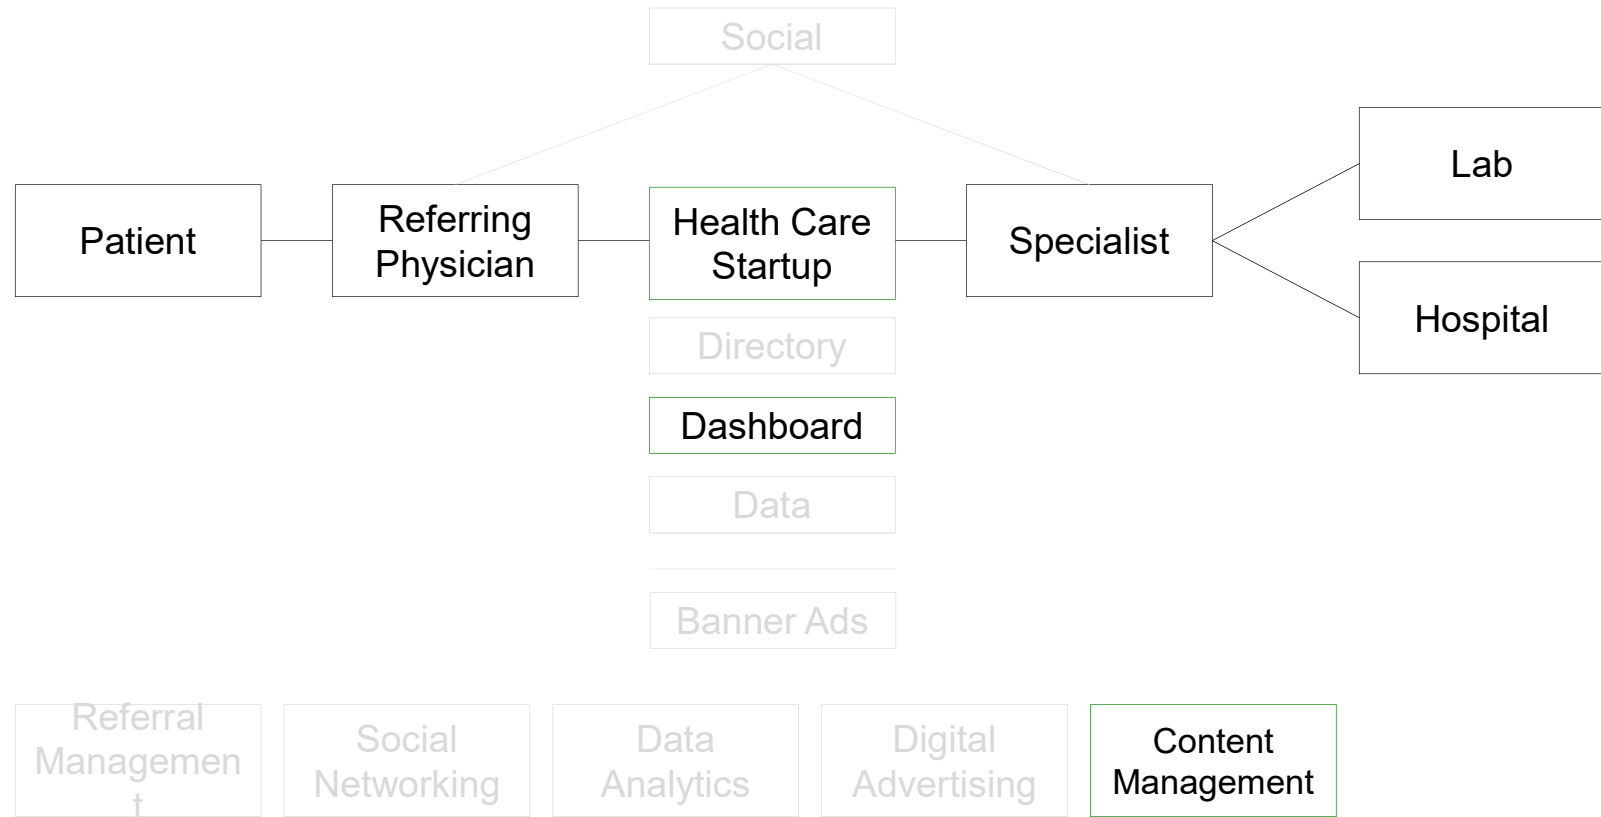 Social
Patient
Referring
Physician
Health Care
Startup
Specialist
Lab
Hospital
Directory
Dashboard
Data
Banner Ads
Referral
Managemen
t
Social
Networking
Data
Analytics
Digital
Advertising
Content
Management